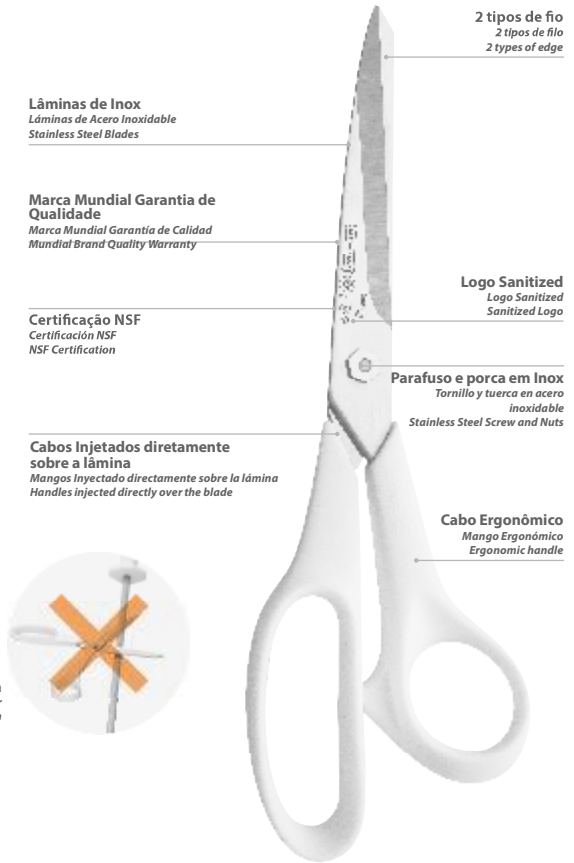 2 tipos de fio
2 tipos de filo
2 types of edge
Lâminas de Inox
Láminas de Acero Inoxidable
Stainless Steel Blades
Marca Mundial Garantia de
Qualidade
Marca Mundial Garantía de Calidad
Mundial Brand Quality Warranty
Logo Sanitized
Logo Sanitized
Sanitized Logo
Certificação NSF
Certificación NSF
NSF Certification
Parafuso e porca em Inox
Tornillo y tuerca en acero
inoxidable
Stainless Steel Screw and Nuts
Cabos Injetados diretamente
sobre a lâmina
Mangos Inyectado directamente sobre la lámina
Handles injected directly over the blade
Cabo Ergonômico
Mango Ergonómico
Ergonomic handle